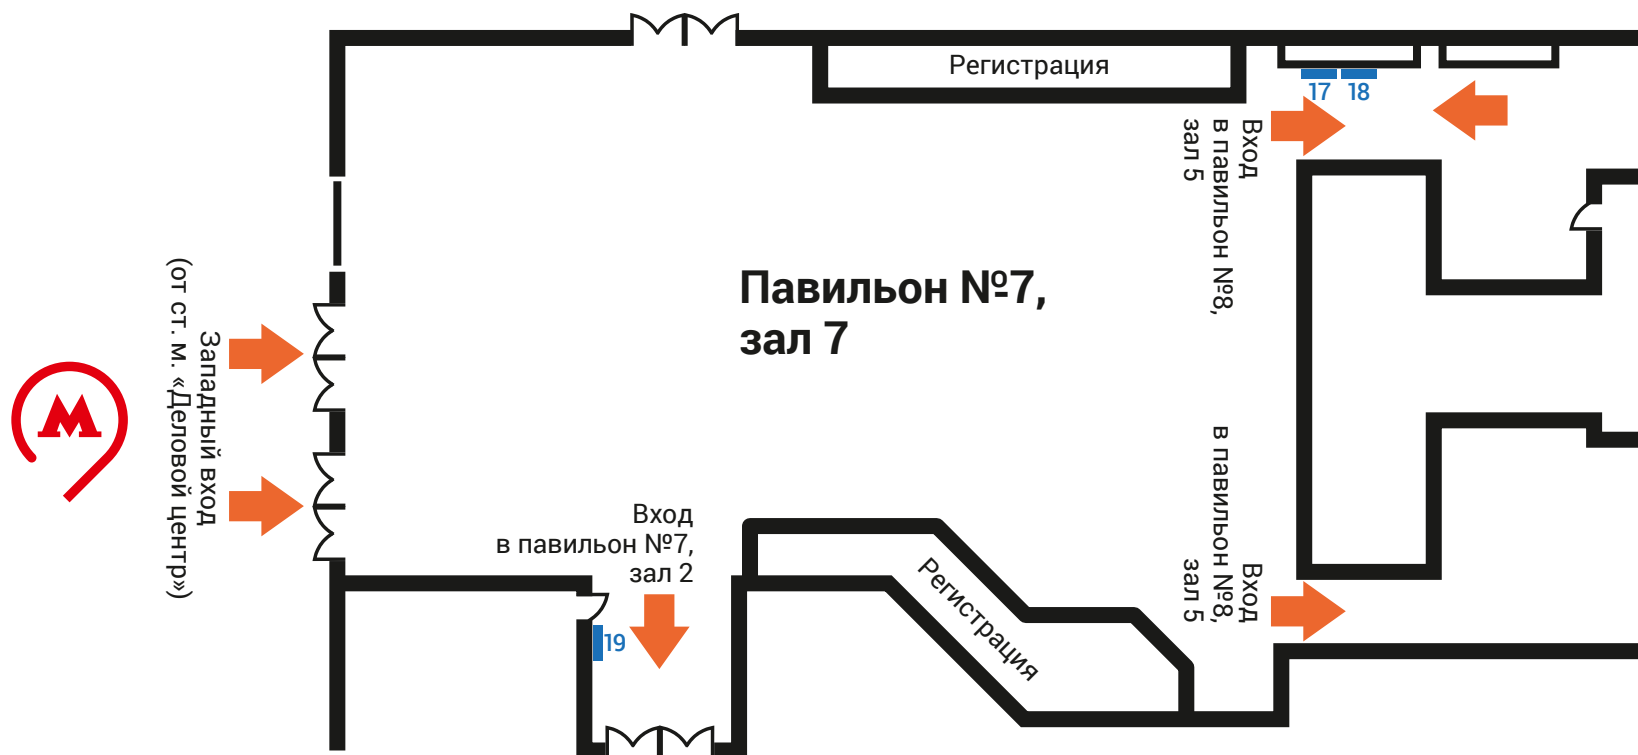 Регистрация
17
18
Вход
в павильон №8,
зал 5
Павильон №7,
зал 7
М
Западный вход
(от ст. м. «Деловой центр»)
Вход
в павильон №7,
зал 2
19
Регистрация
Вход
в павильон №8,
зал 5